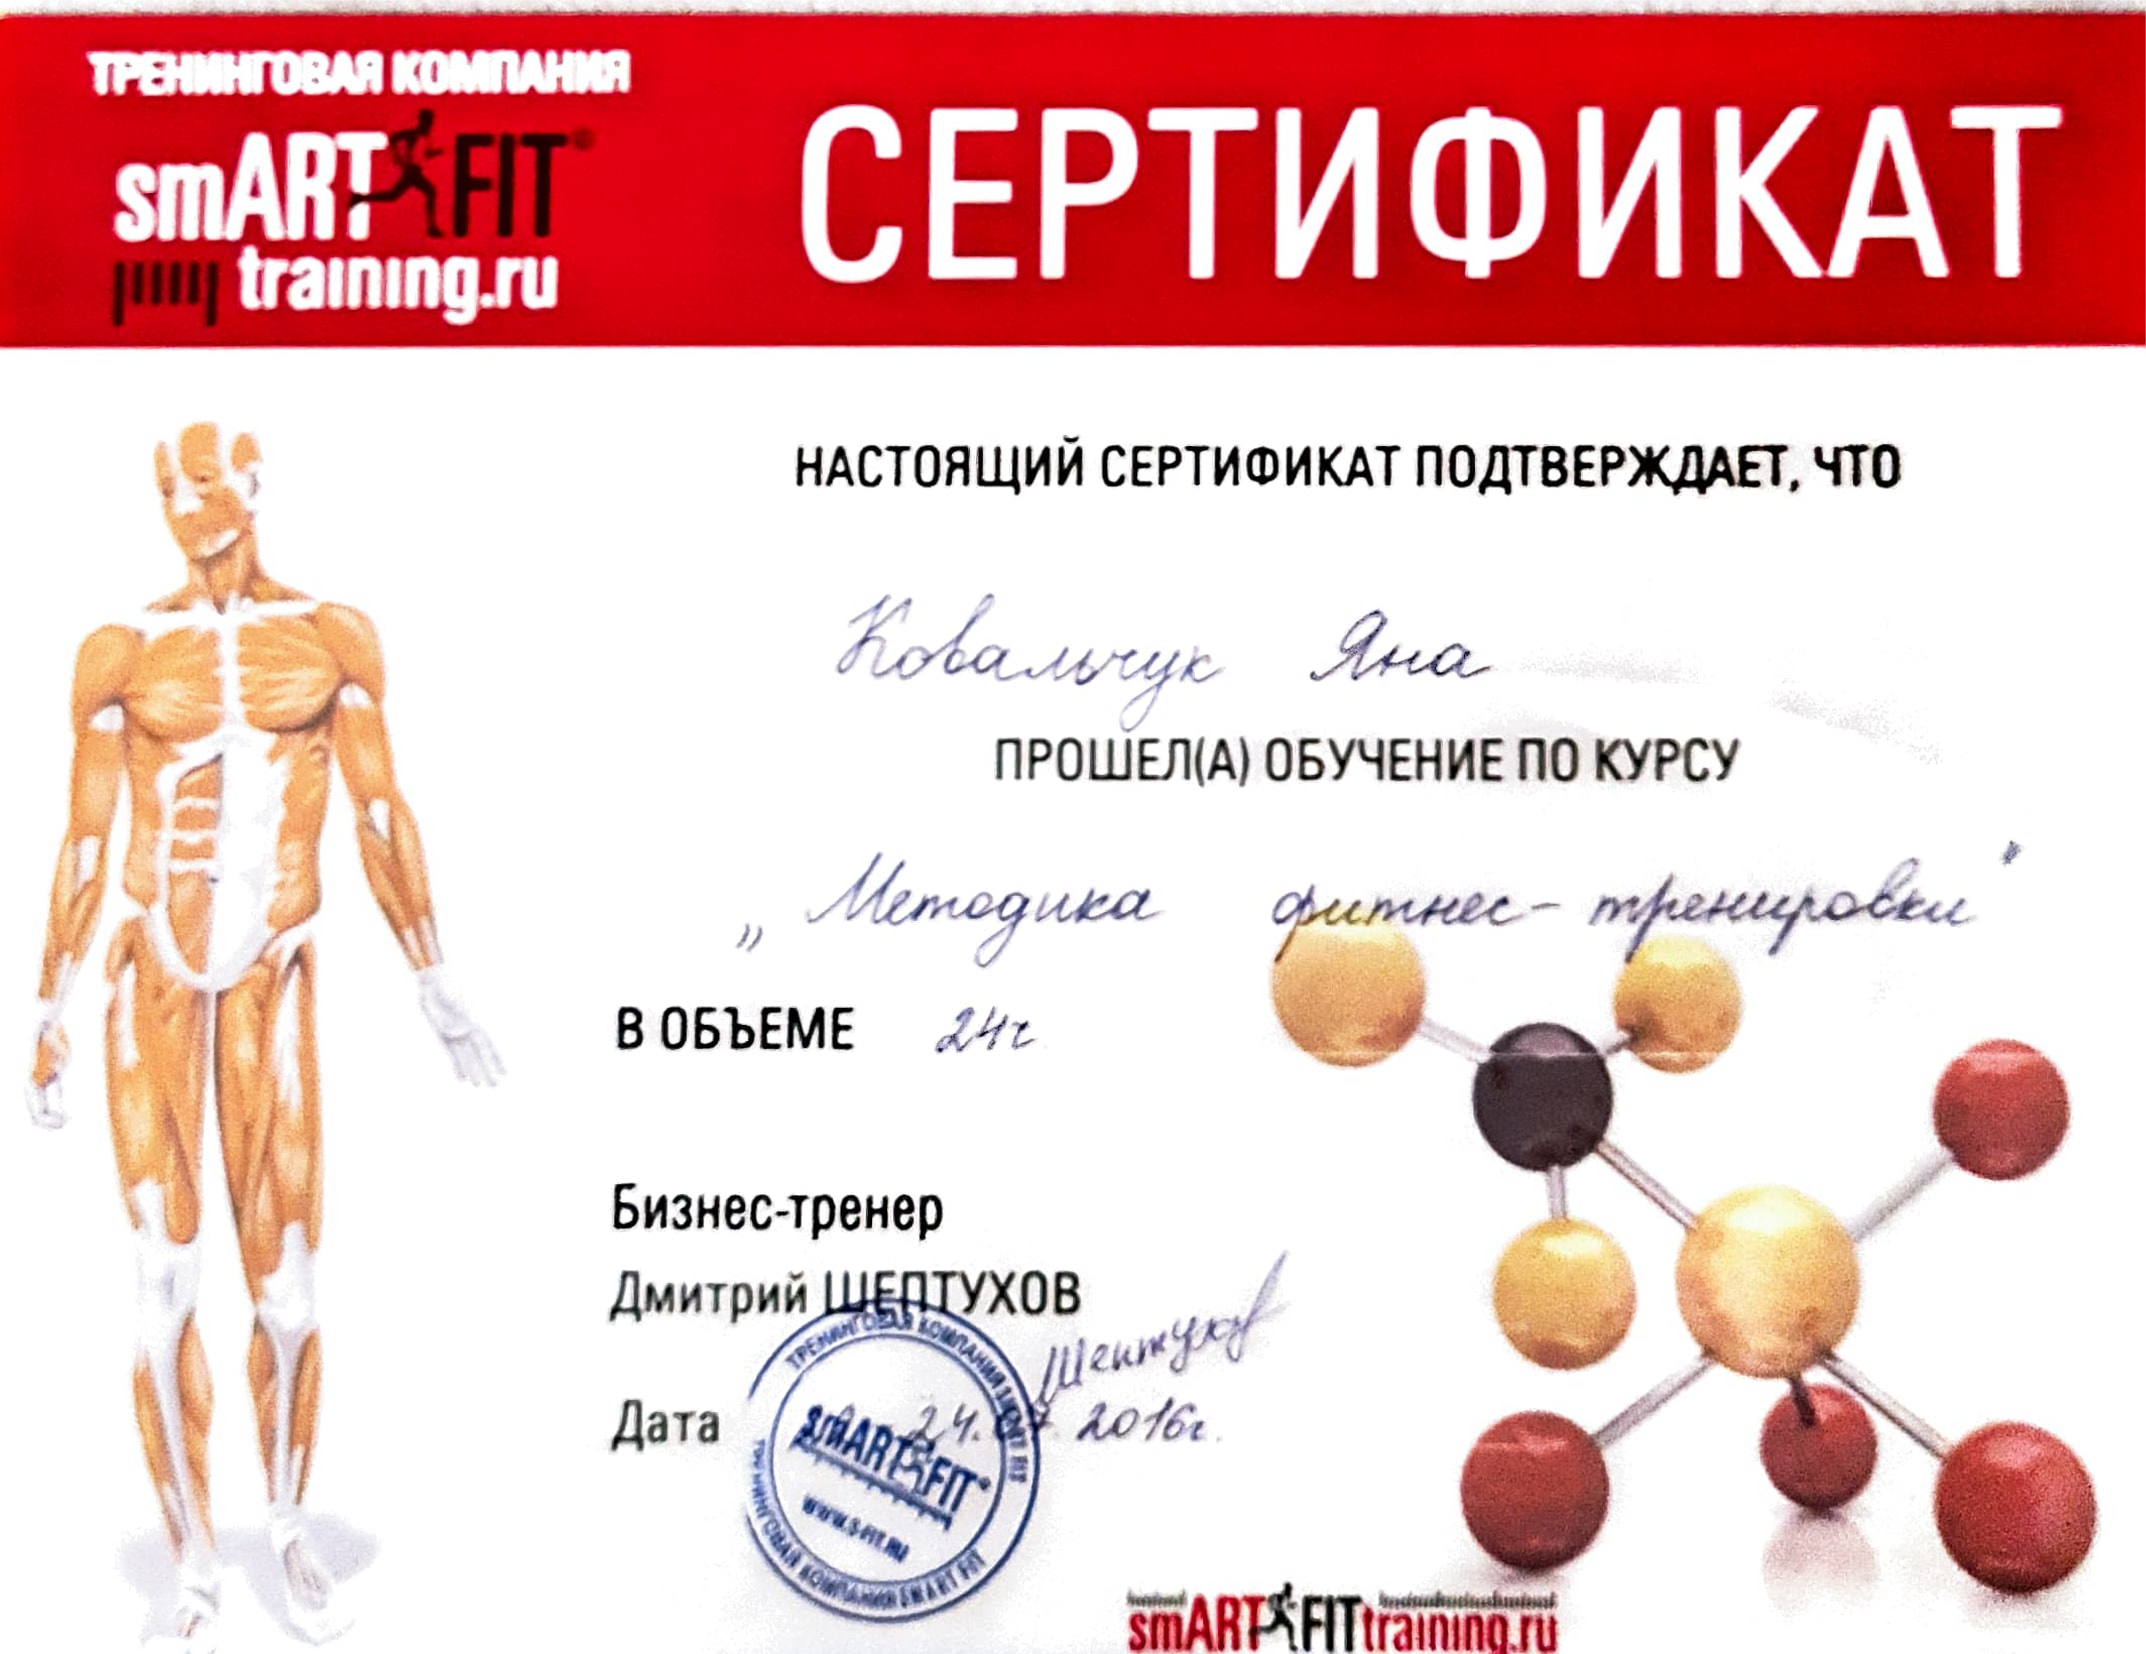 ТРЕНИНГОВАЯ КОМПАНИЯ
smART FIT®
training.ru
СЕРТИФИКАТ
НАСТОЯЩИЙ СЕРТИФИКАТ ПОДТВЕРЖДАЕТ, ЧТО
Ковальчук Яна
ПРОШЕЛ(А) ОБУЧЕНИЕ ПО КУРСУ
„Методика фитнес-тренировки"
В ОБЪЕМЕ 24ч
Бизнес-тренер
Дмитрий ШЕПТУХОВ
Шептухов
Дата 24.07.2016г.
ТРЕНИНГОВАЯ КОМПАНИЯ SMART FIT
ТРЕНИНГОВАЯ КОМПАНИЯ SMART FIT
SMART FIT®
WWW.S-FIT.RU
smART FITtraining.ru